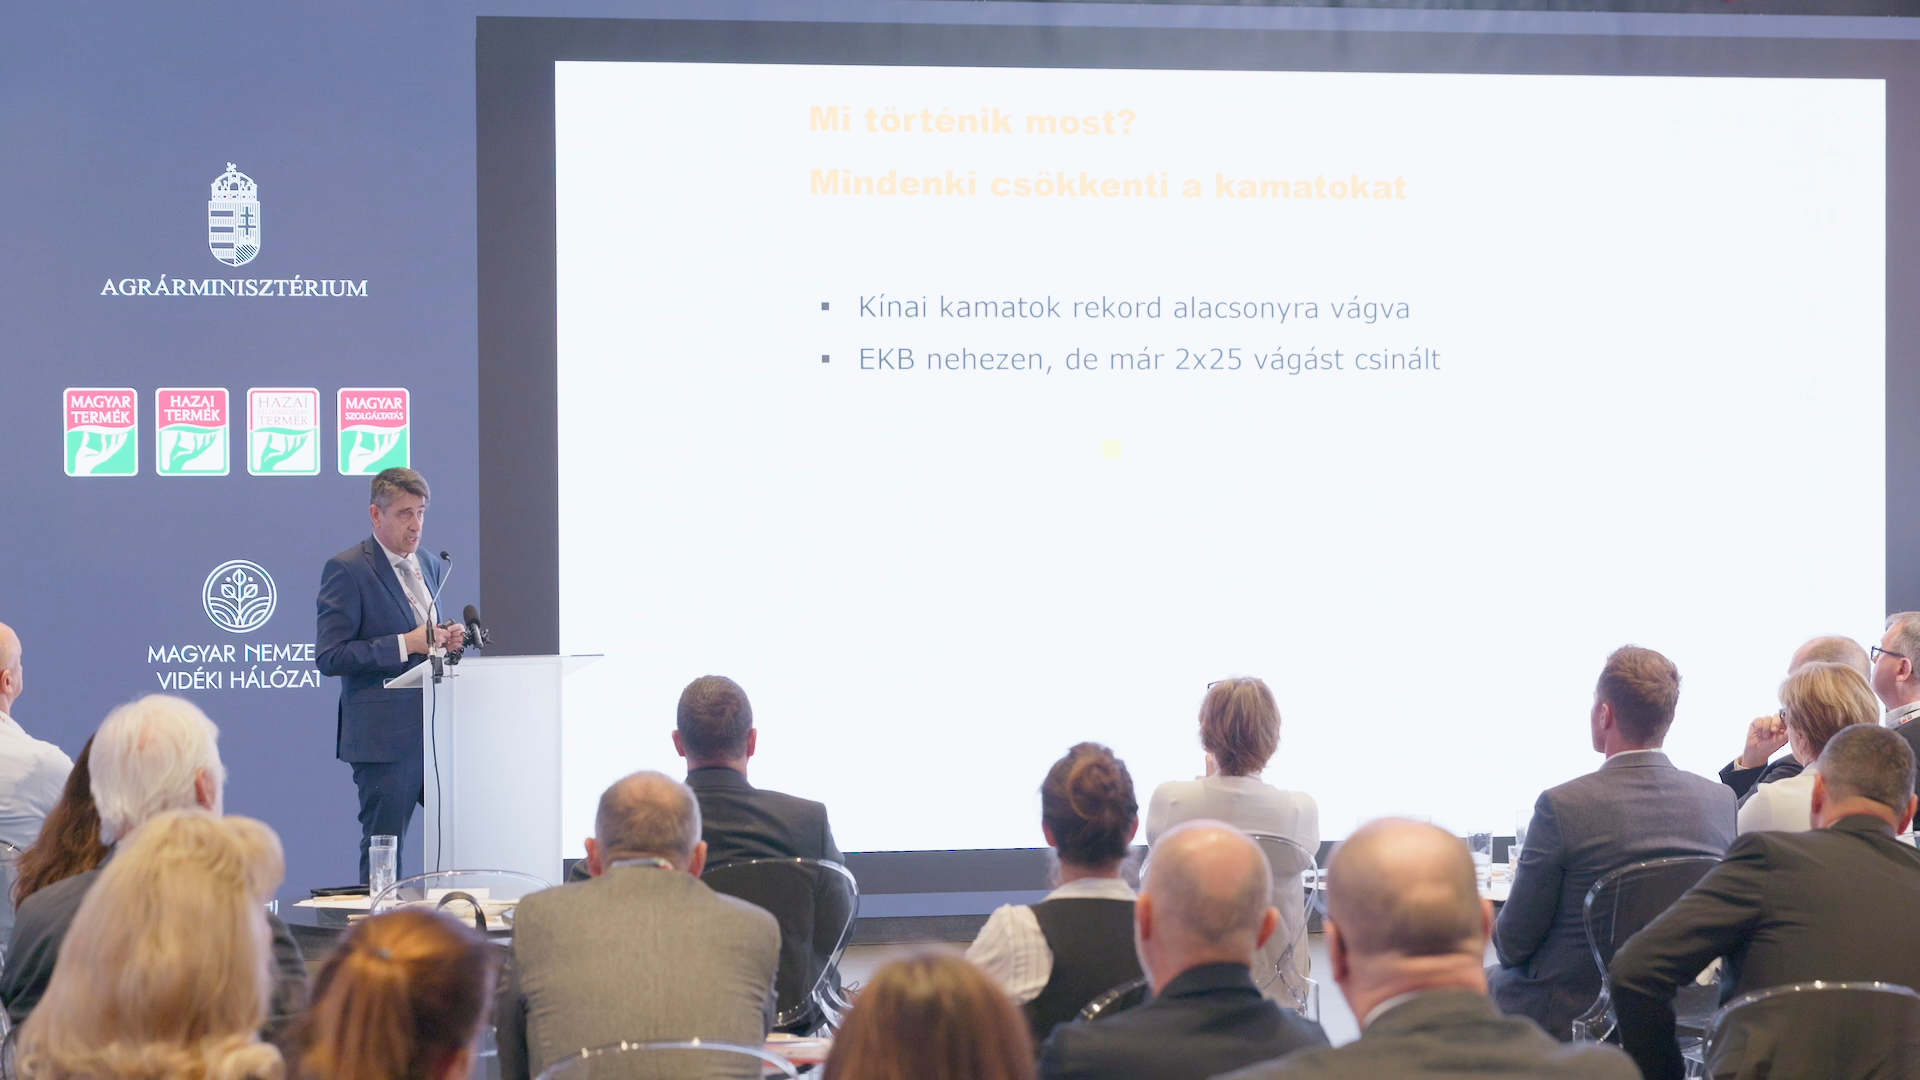 AGRÁRMINISZTÉRIUM
MAGYAR
TERMÉK
HAZAI
TERMÉK
HAZAI
TERMÉK
MAGYAR
SZOLGÁLTATÁS
MAGYAR NEMZE
VIDÉKI HÁLÓZAT
Mi történik most?
Mindenki csökkenti a kamatokat
▪ Kínai kamatok rekord alacsonyra vágva
▪ EKB nehezen, de már 2x25 vágást csinált